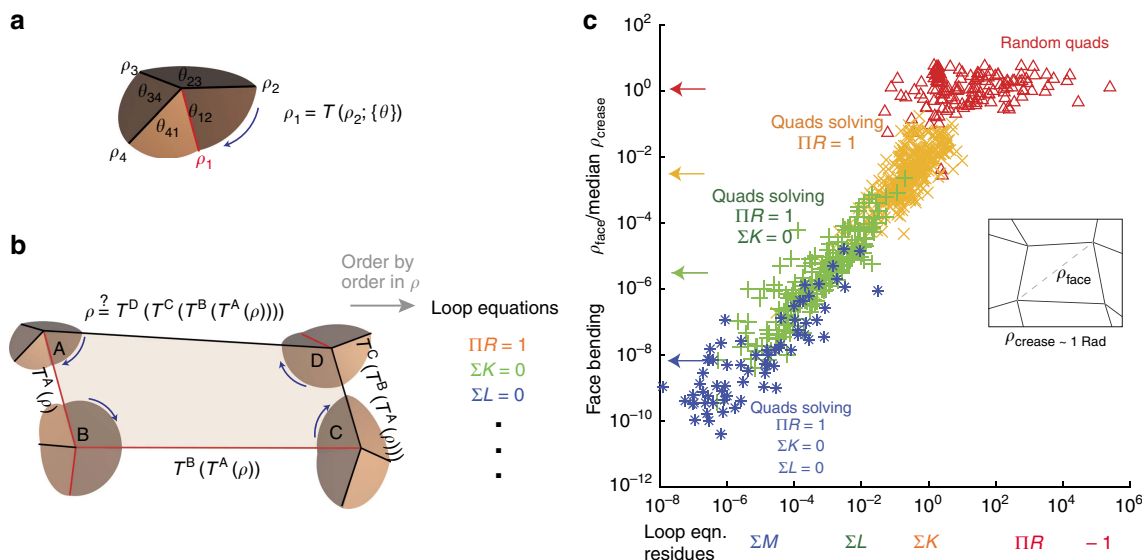 a
ρ3
θ23
ρ2
θ34
θ12
θ41
ρ4
ρ1
ρ1 = T (ρ2; {θ})
b
ρ ≟ T^D (T^C (T^B (T^A (ρ))))
A
D
B
C
T^A(ρ)
T^B (T^A (ρ))
T^C (T^B (T^A (ρ)))
Order by
order in ρ
Loop equations
ΠR = 1
ΣK = 0
ΣL = 0
c
Face bending ρface/median ρcrease
10^2
10^0
10^−2
10^−4
10^−6
10^−8
10^−10
10^−12
Random quads
Quads solving
ΠR = 1
Quads solving
ΠR = 1
ΣK = 0
Quads solving
ΠR = 1
ΣK = 0
ΣL = 0
ρface
ρcrease ~ 1 Rad
10^−8 10^−6 10^−4 10^−2 10^0 10^2 10^4 10^6
Loop eqn.
residues
ΣM ΣL ΣK ΠR − 1